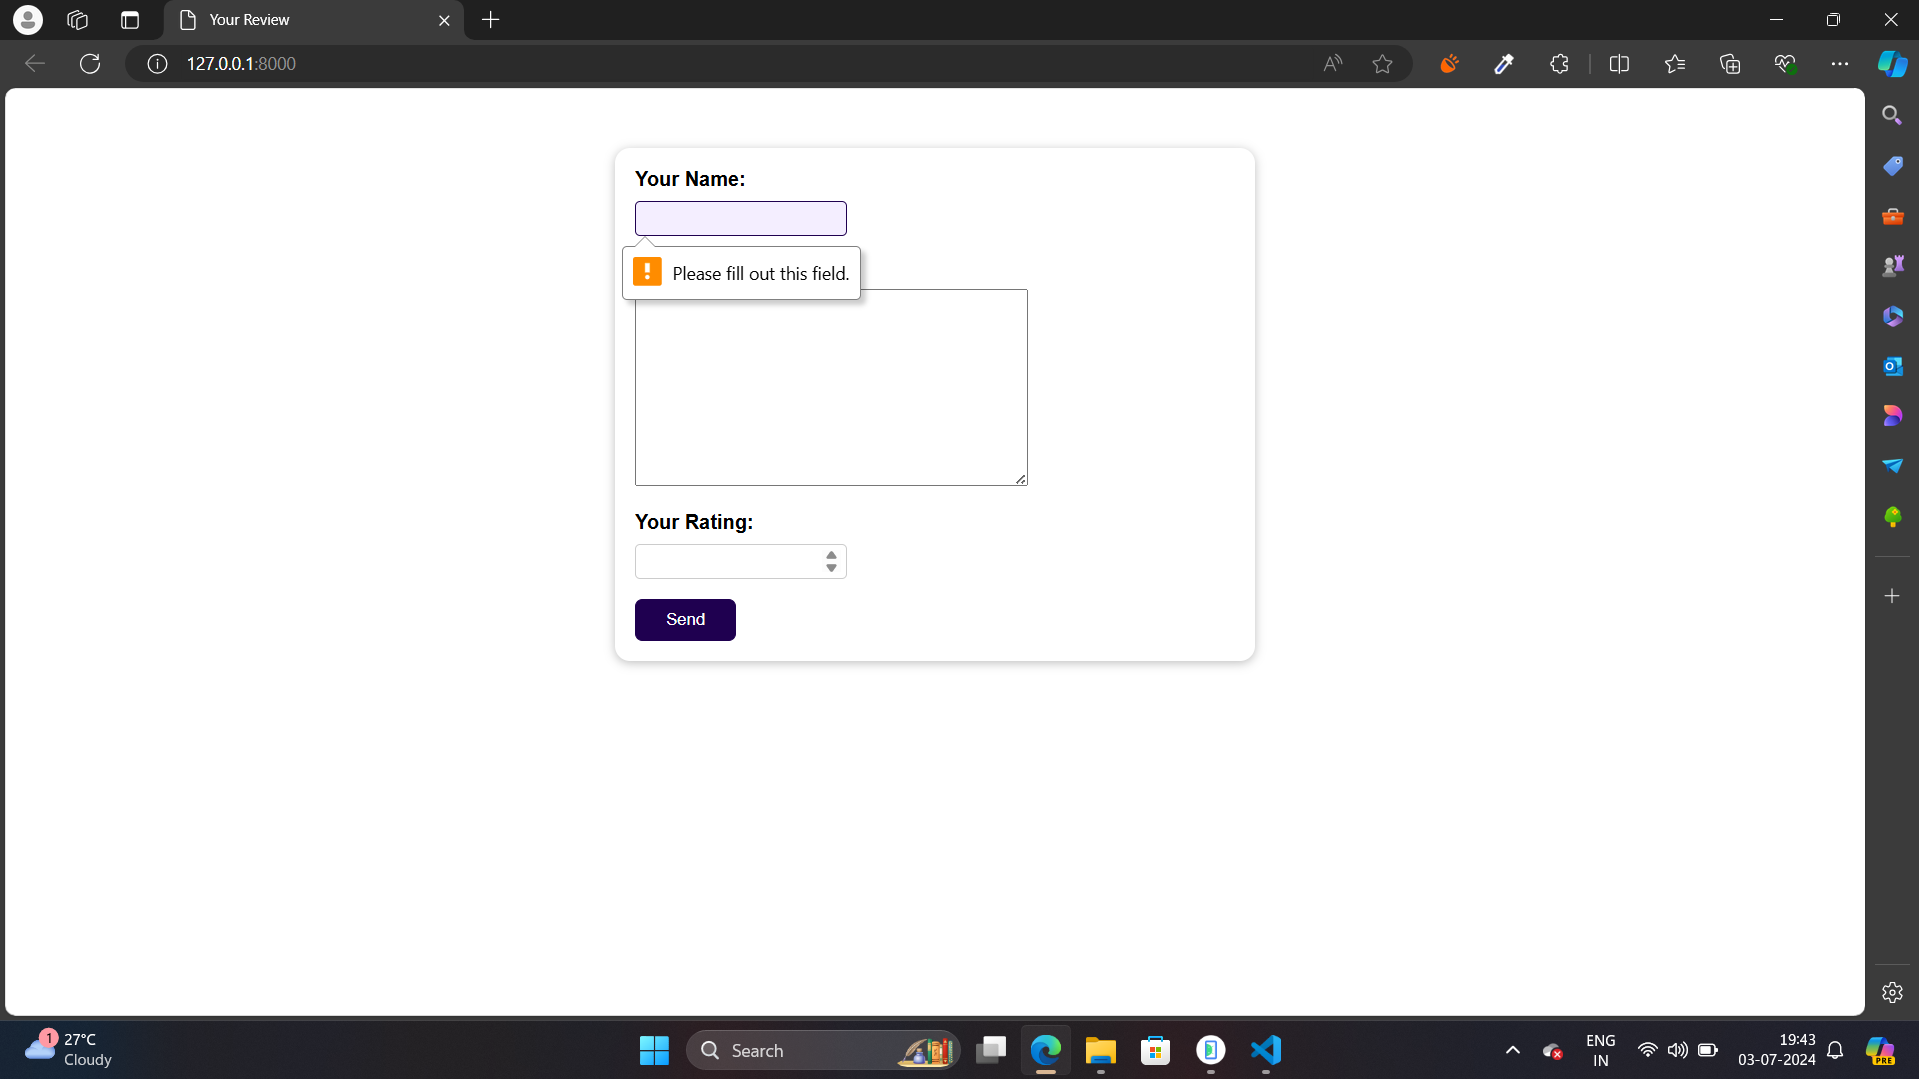 Your Review
127.0.0.1:8000
Your Name:
Please fill out this field.
Your Rating:
Send
1
27°C
Cloudy
Search
ENG
IN
19:43
03-07-2024
PRE